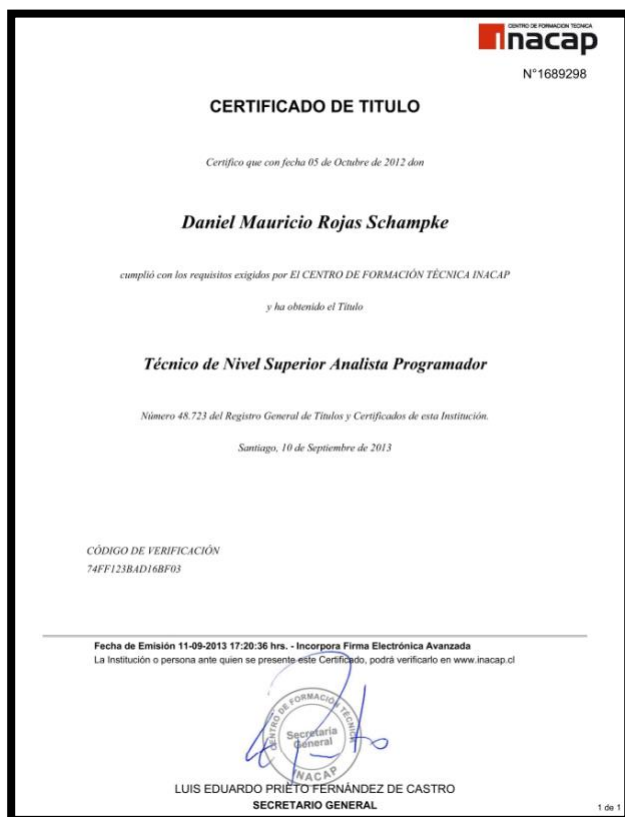 CENTRO DE FORMACION TECNICA
inacap
N°1689298
CERTIFICADO DE TITULO
Certifico que con fecha 05 de Octubre de 2012 don
Daniel Mauricio Rojas Schampke
cumplió con los requisitos exigidos por El CENTRO DE FORMACIÓN TÉCNICA INACAP
y ha obtenido el Título
Técnico de Nivel Superior Analista Programador
Número 48.723 del Registro General de Títulos y Certificados de esta Institución.
Santiago, 10 de Septiembre de 2013
CÓDIGO DE VERIFICACIÓN
74FF123BAD16BF03
Fecha de Emisión 11-09-2013 17:20:36 hrs. - Incorpora Firma Electrónica Avanzada
La Institución o persona ante quien se presente este Certificado, podrá verificarlo en www.inacap.cl
CENTRO DE FORMACIÓN TÉCNICA
Secretaría
General
INACAP
LUIS EDUARDO PRIETO FERNÁNDEZ DE CASTRO
SECRETARIO GENERAL
1 de 1